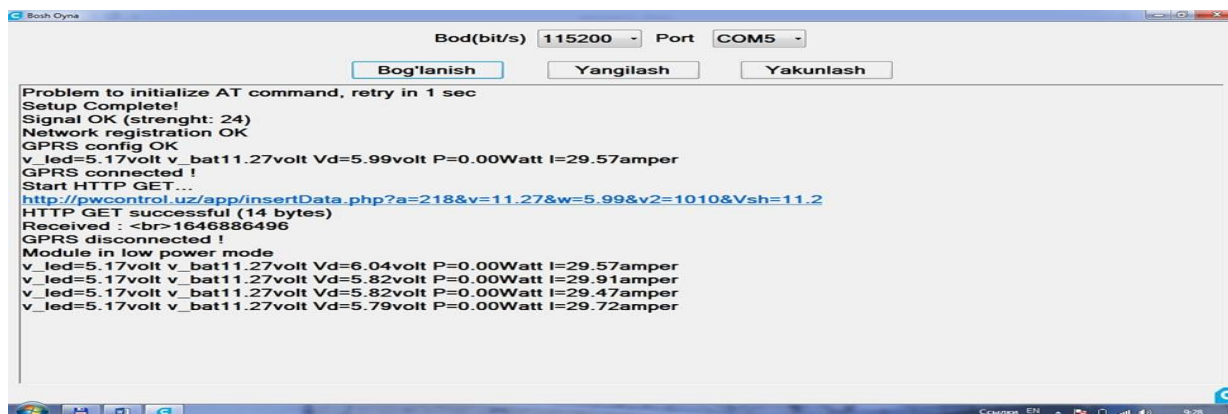 Bosh Oyna
Bod(bit/s) 115200 Port COM5
Bog'lanish Yangilash Yakunlash
Problem to initialize AT command, retry in 1 sec
Setup Complete!
Signal OK (strenght: 24)
Network registration OK
GPRS config OK
v_led=5.17volt v_bat11.27volt Vd=5.99volt P=0.00Watt I=29.57amper
GPRS connected !
Start HTTP GET...
http://pwcontrol.uz/app/insertData.php?a=218&v=11.27&w=5.99&v2=1010&Vsh=11.2
HTTP GET successful (14 bytes)
Received : <br>1646886496
GPRS disconnected !
Module in low power mode
v_led=5.17volt v_bat11.27volt Vd=6.04volt P=0.00Watt I=29.57amper
v_led=5.17volt v_bat11.27volt Vd=5.82volt P=0.00Watt I=29.91amper
v_led=5.17volt v_bat11.27volt Vd=5.82volt P=0.00Watt I=29.47amper
v_led=5.17volt v_bat11.27volt Vd=5.79volt P=0.00Watt I=29.72amper
Ссылки EN 9:28